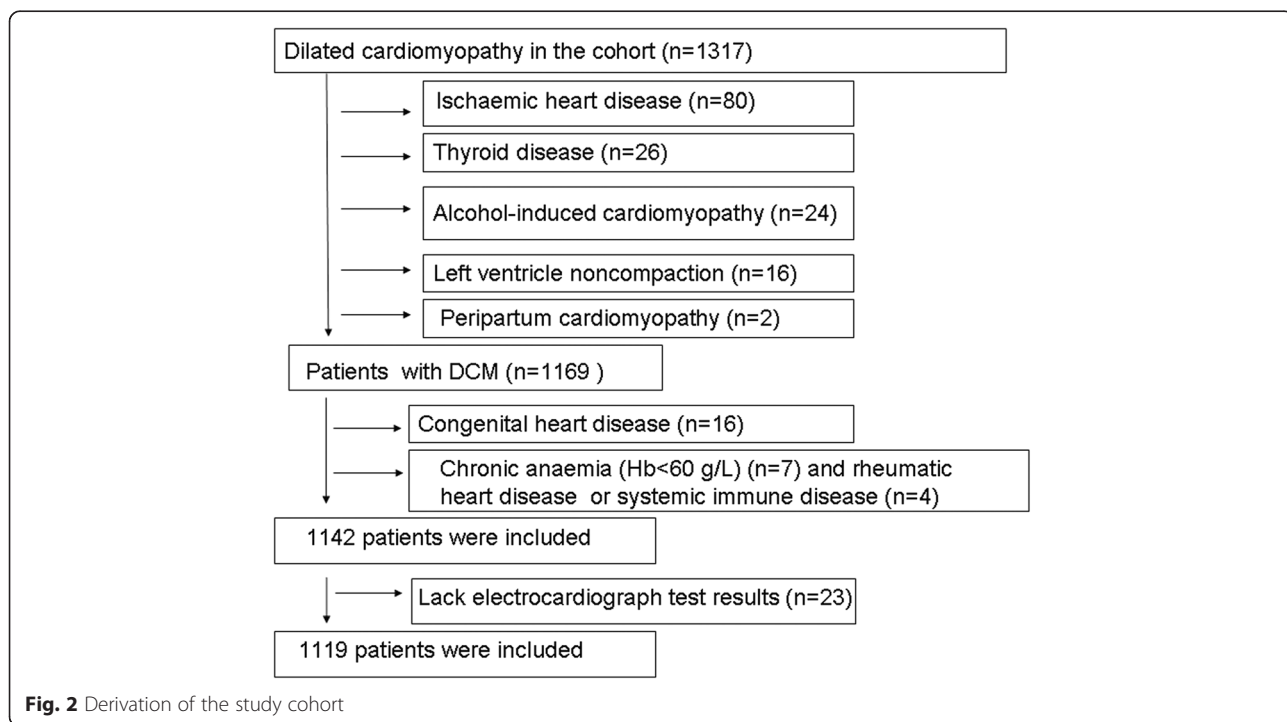 Dilated cardiomyopathy in the cohort (n=1317)
Ischaemic heart disease (n=80)
Thyroid disease (n=26)
Alcohol-induced cardiomyopathy (n=24)
Left ventricle noncompaction (n=16)
Peripartum cardiomyopathy (n=2)
Patients with DCM (n=1169 )
Congenital heart disease (n=16)
Chronic anaemia (Hb<60 g/L) (n=7) and rheumatic
heart disease or systemic immune disease (n=4)
1142 patients were included
Lack electrocardiograph test results (n=23)
1119 patients were included
Fig. 2 Derivation of the study cohort